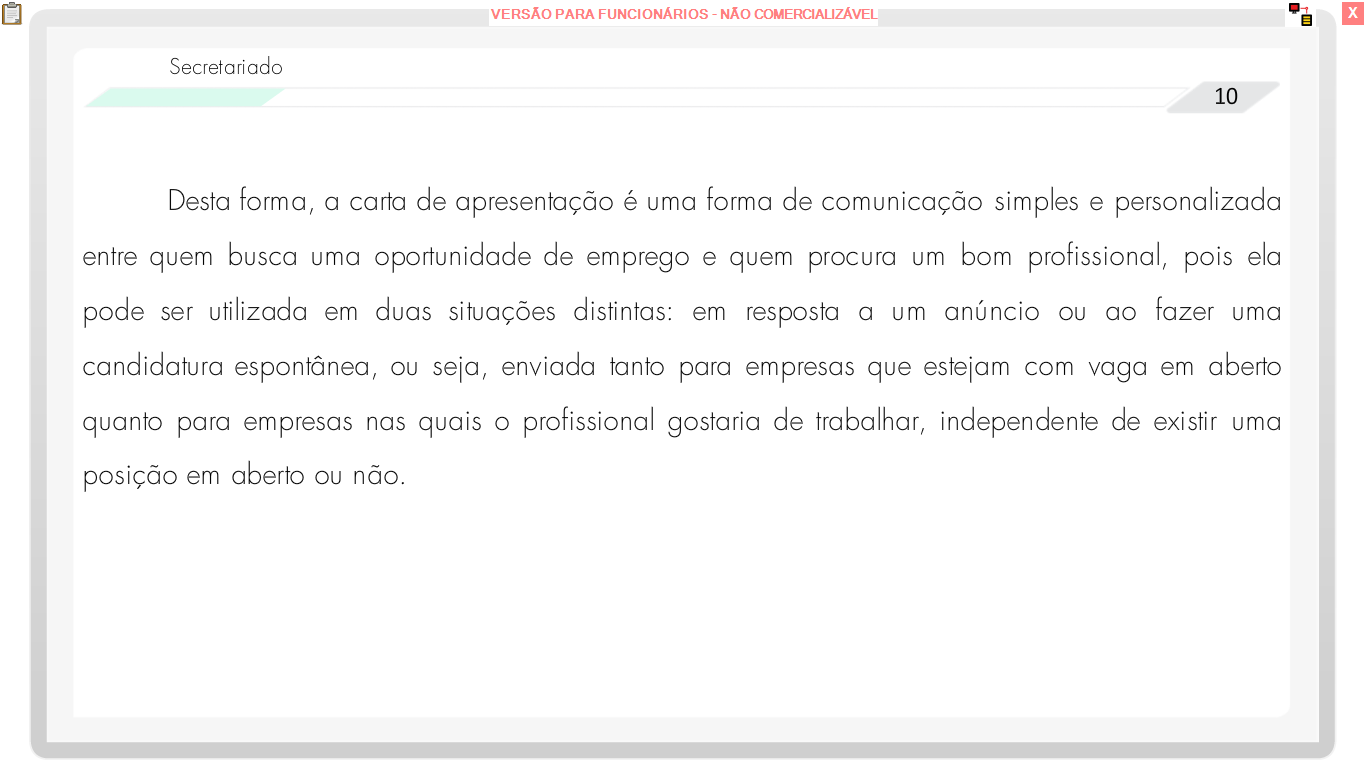 VERSÃO PARA FUNCIONÁRIOS - NÃO COMERCIALIZÁVEL
X
Secretariado
10
Desta forma, a carta de apresentação é uma forma de comunicação simples e personalizada
entre quem busca uma oportunidade de emprego e quem procura um bom profissional, pois ela
pode ser utilizada em duas situações distintas: em resposta a um anúncio ou ao fazer uma
candidatura espontânea, ou seja, enviada tanto para empresas que estejam com vaga em aberto
quanto para empresas nas quais o profissional gostaria de trabalhar, independente de existir uma
posição em aberto ou não.